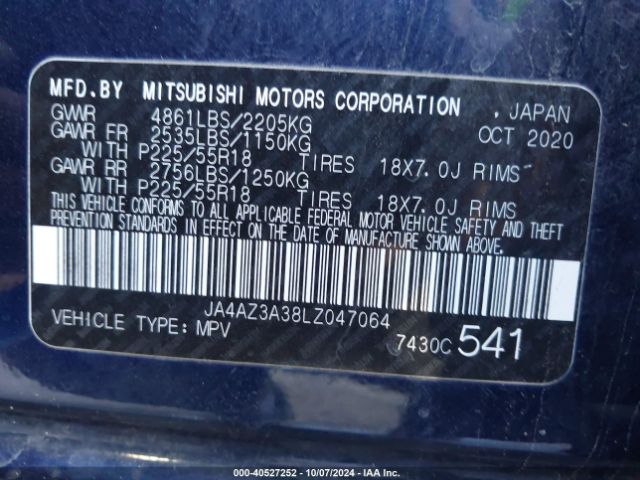 MFD.BY MITSUBISHI MOTORS CORPORATION , JAPAN
GVWR 4861LBS/2205KG OCT 2020
GAWR FR 2535LBS/1150KG
WITH P225/55R18 TIRES 18X7.0J RIMS
GAWR RR 2756LBS/1250KG
WITH P225/55R18 TIRES 18X7.0J RIMS
THIS VEHICLE CONFORMS TO ALL APPLICABLE FEDERAL MOTOR VEHICLE SAFETY AND THEFT
PREVENTION STANDARDS IN EFFECT ON THE DATE OF MANUFACTURE SHOWN ABOVE.
JA4AZ3A38LZ047064
VEHICLE TYPE: MPV 7430C 541
000-40527252 | 10/07/2024 - IAA Inc.